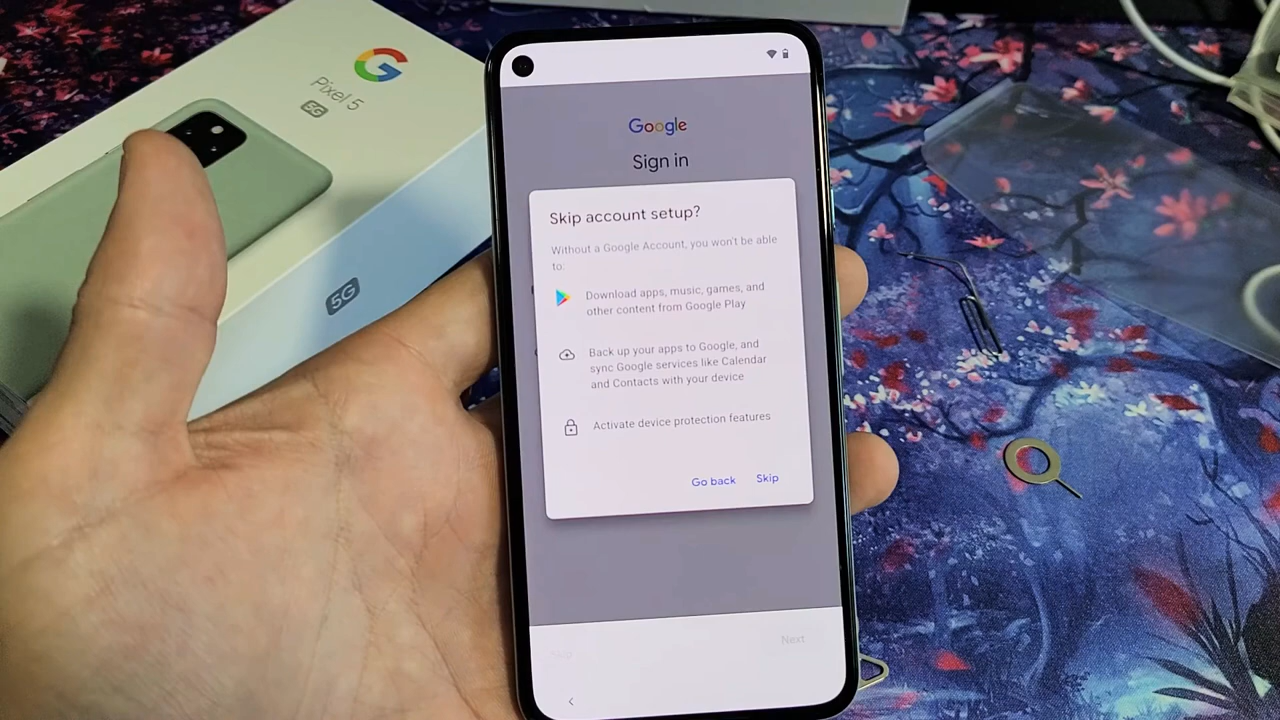 G
Pixel 5
5G
5G
Google
Sign in
Skip account setup?
Without a Google Account, you won't be able
to:
Download apps, music, games, and
other content from Google Play
Back up your apps to Google, and
sync Google services like Calendar
and Contacts with your device
Activate device protection features
Go back Skip
Skip Next